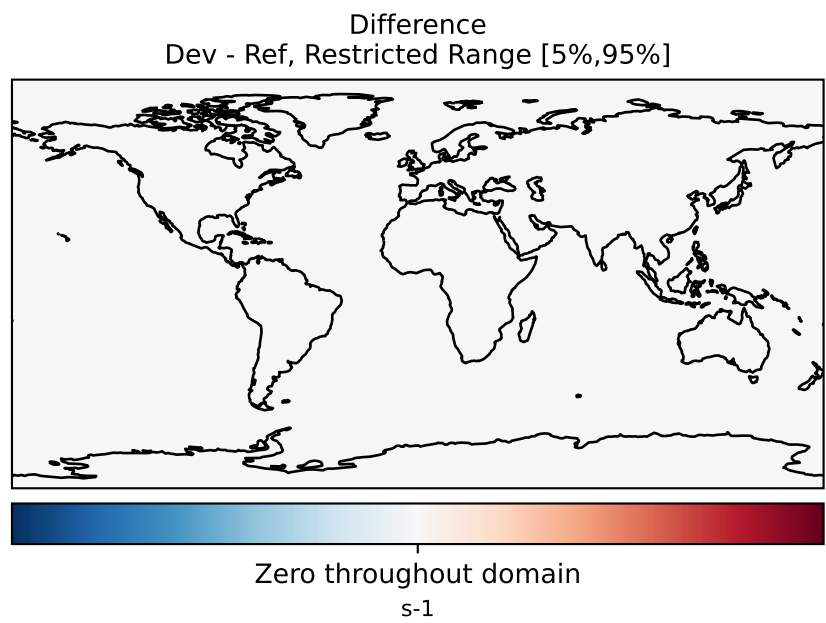 Difference
Dev - Ref, Restricted Range [5%,95%]
Zero throughout domain
s-1